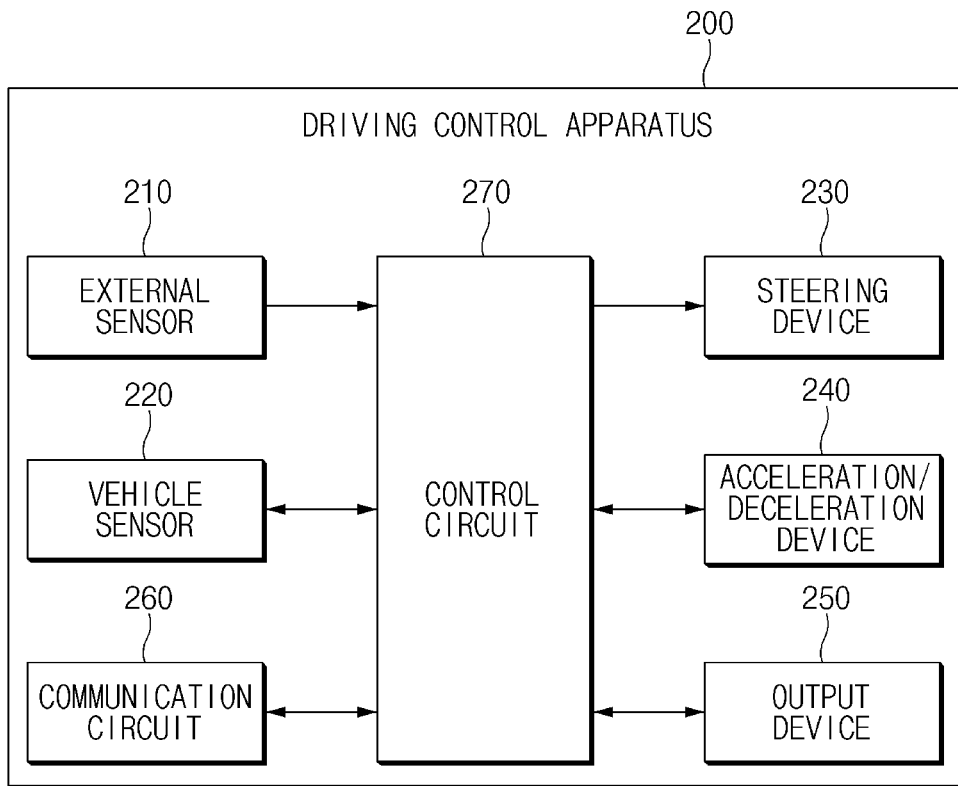 200
DRIVING CONTROL APPARATUS
210
270
230
EXTERNAL
SENSOR
STEERING
DEVICE
220
240
VEHICLE
SENSOR
CONTROL
CIRCUIT
ACCELERATION/
DECELERATION
DEVICE
260
250
COMMUNICATION
CIRCUIT
OUTPUT
DEVICE